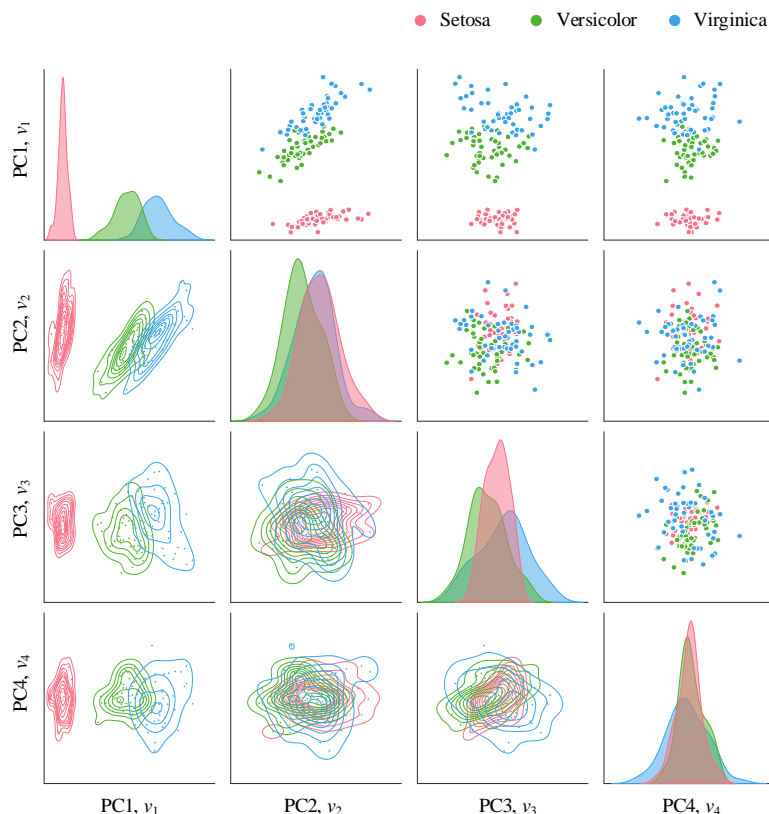 Setosa Versicolor Virginica
PC1, v₁
PC2, v₂
PC3, v₃
PC4, v₄
PC1, v₁ PC2, v₂ PC3, v₃ PC4, v₄